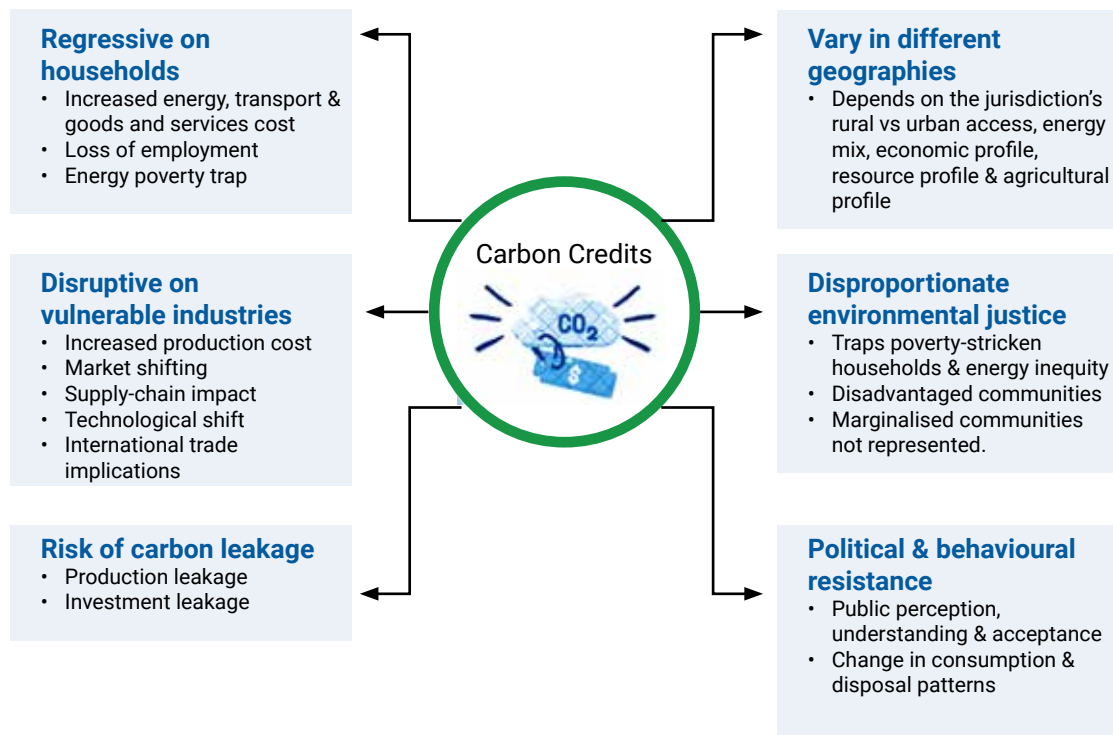 Regressive on
households
• Increased energy, transport &
goods and services cost
• Loss of employment
• Energy poverty trap
Disruptive on
vulnerable industries
• Increased production cost
• Market shifting
• Supply-chain impact
• Technological shift
• International trade
implications
Risk of carbon leakage
• Production leakage
• Investment leakage
Carbon Credits
CO₂
$
Vary in different
geographies
• Depends on the jurisdiction's
rural vs urban access, energy
mix, economic profile,
resource profile & agricultural
profile
Disproportionate
environmental justice
• Traps poverty-stricken
households & energy inequity
• Disadvantaged communities
• Marginalised communities
not represented.
Political & behavioural
resistance
• Public perception,
understanding & acceptance
• Change in consumption &
disposal patterns